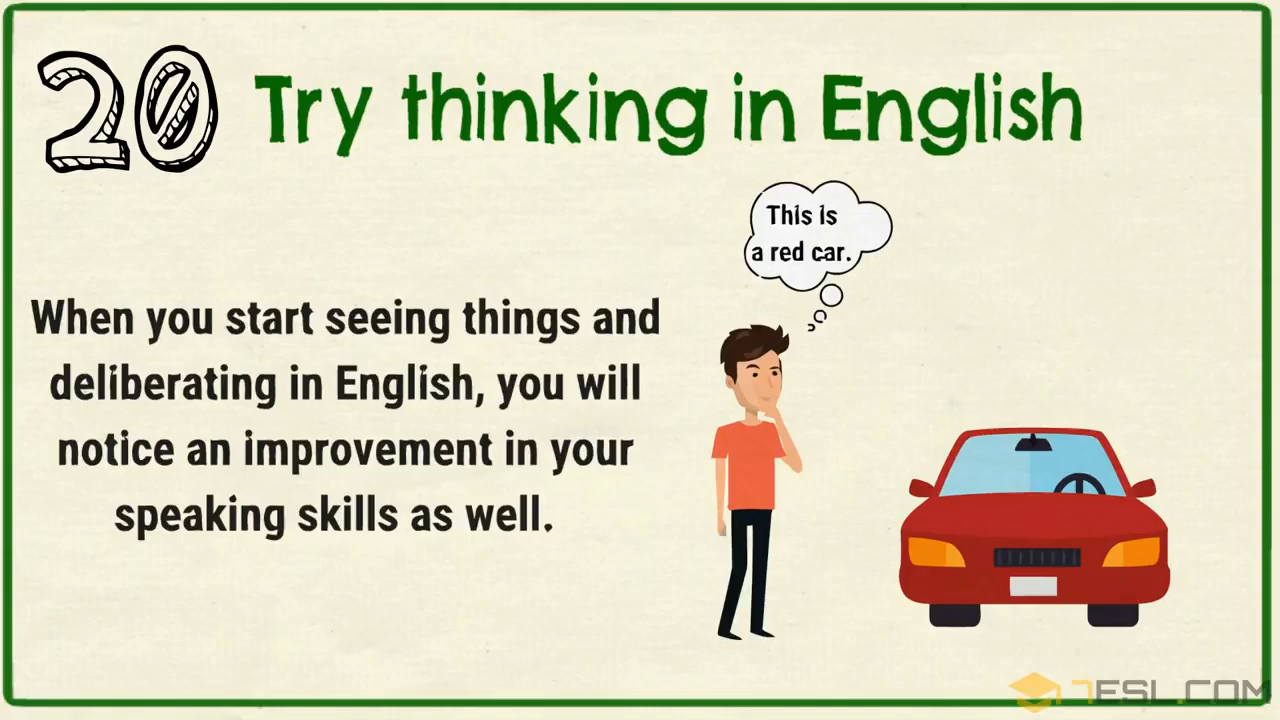 20 Try thinking in English
This is
a red car.
When you start seeing things and
deliberating in English, you will
notice an improvement in your
speaking skills as well.
7ESL.COM